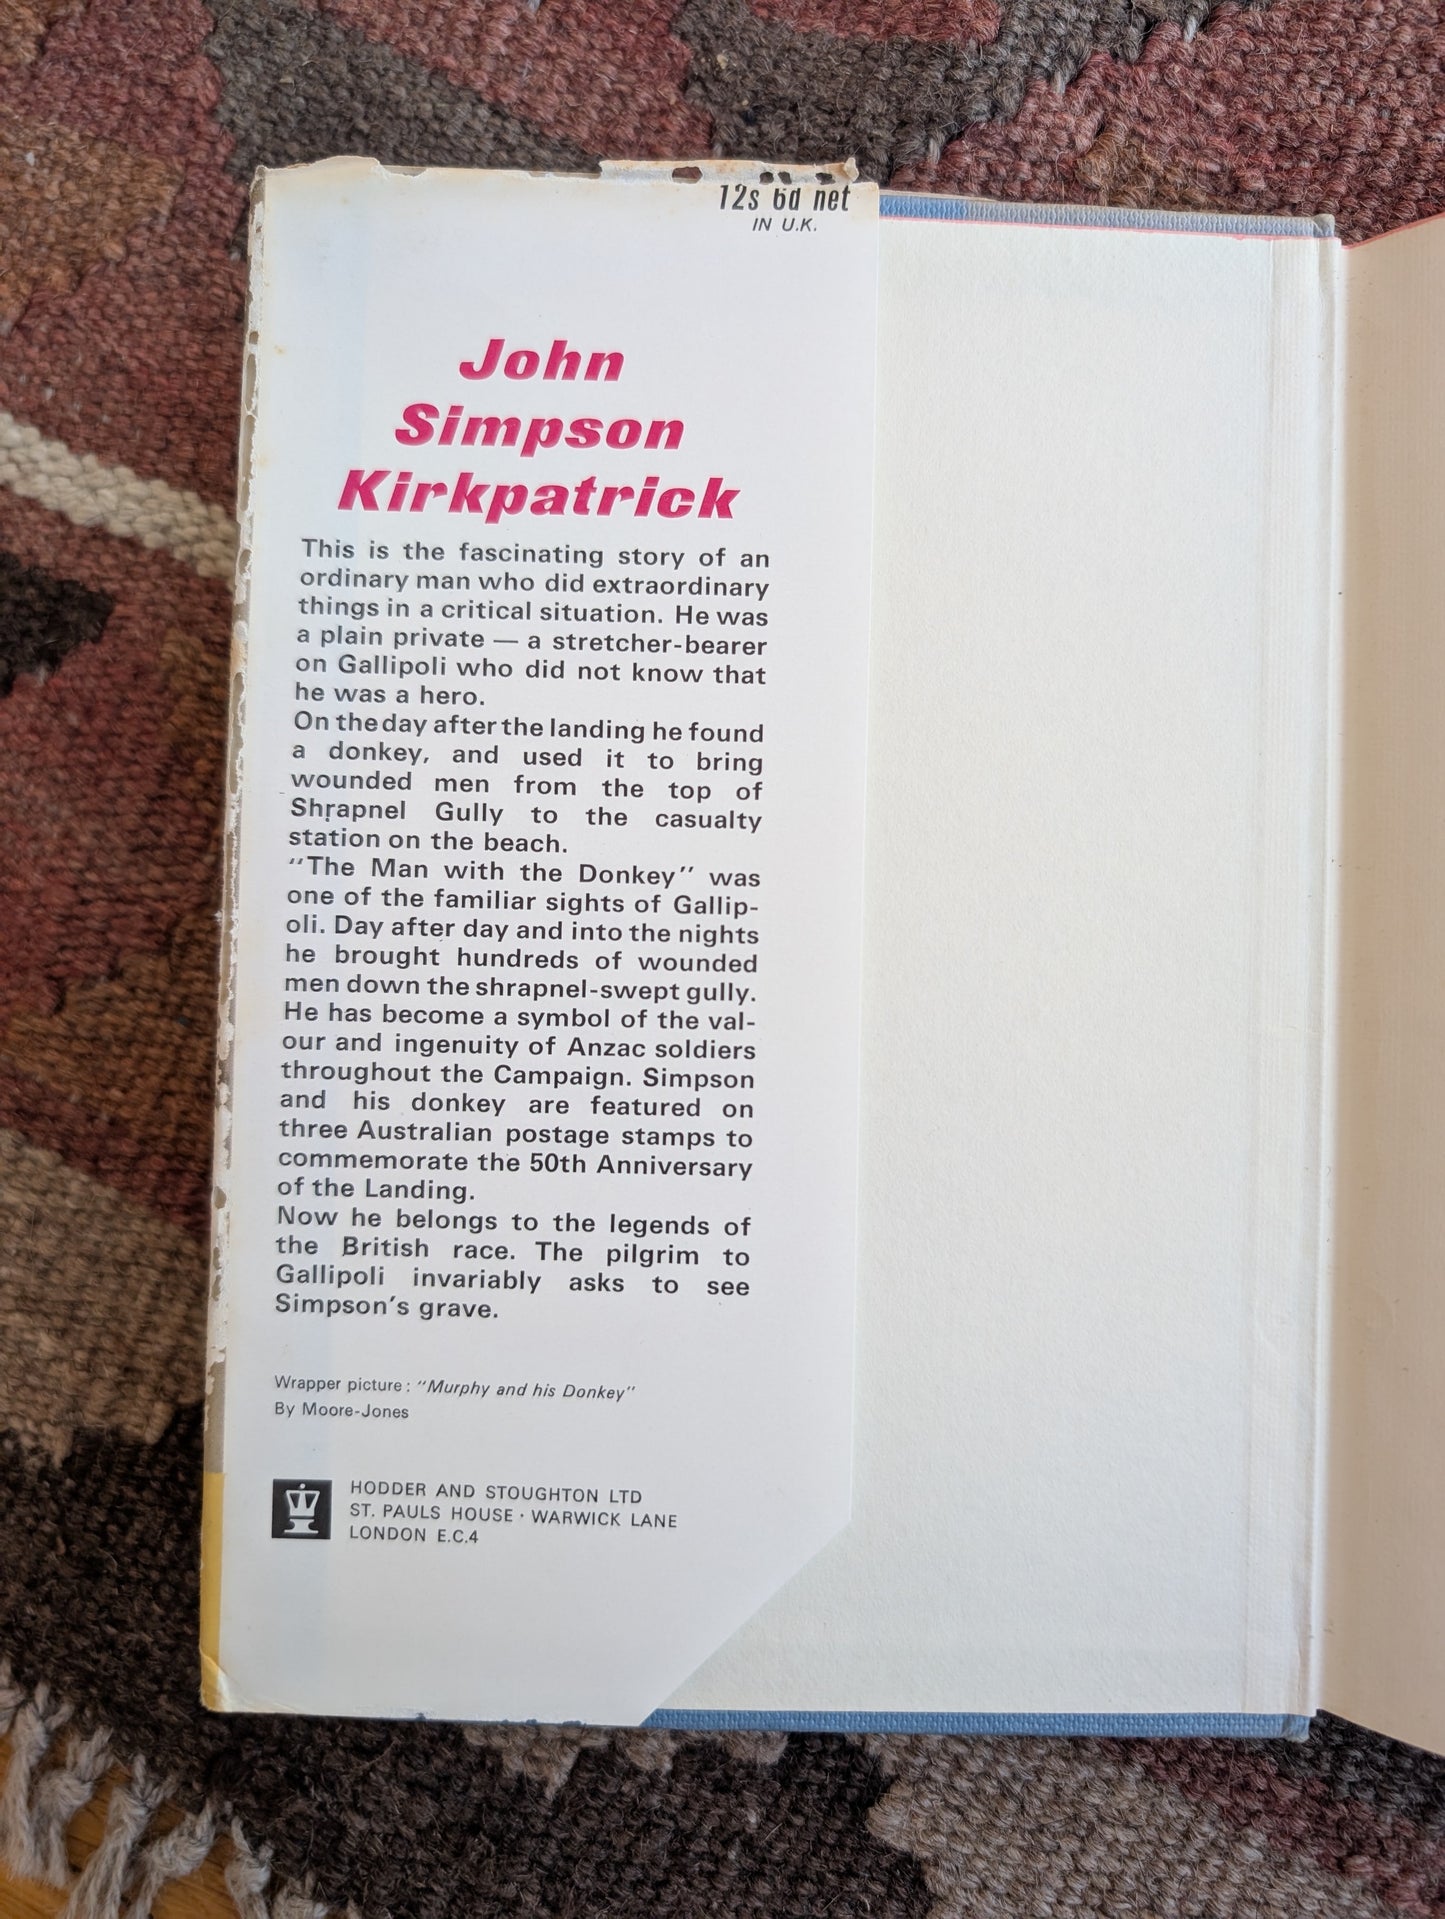 12s 6d net
IN U.K.
John
Simpson
Kirkpatrick
This is the fascinating story of an
ordinary man who did extraordinary
things in a critical situation. He was
a plain private — a stretcher-bearer
on Gallipoli who did not know that
he was a hero.
On the day after the landing he found
a donkey, and used it to bring
wounded men from the top of
Shrapnel Gully to the casualty
station on the beach.
"The Man with the Donkey" was
one of the familiar sights of Gallip-
oli. Day after day and into the nights
he brought hundreds of wounded
men down the shrapnel-swept gully.
He has become a symbol of the val-
our and ingenuity of Anzac soldiers
throughout the Campaign. Simpson
and his donkey are featured on
three Australian postage stamps to
commemorate the 50th Anniversary
of the Landing.
Now he belongs to the legends of
the British race. The pilgrim to
Gallipoli invariably asks to see
Simpson's grave.
Wrapper picture: "Murphy and his Donkey"
By Moore-Jones
HODDER AND STOUGHTON LTD
ST. PAULS HOUSE · WARWICK LANE
LONDON E.C.4